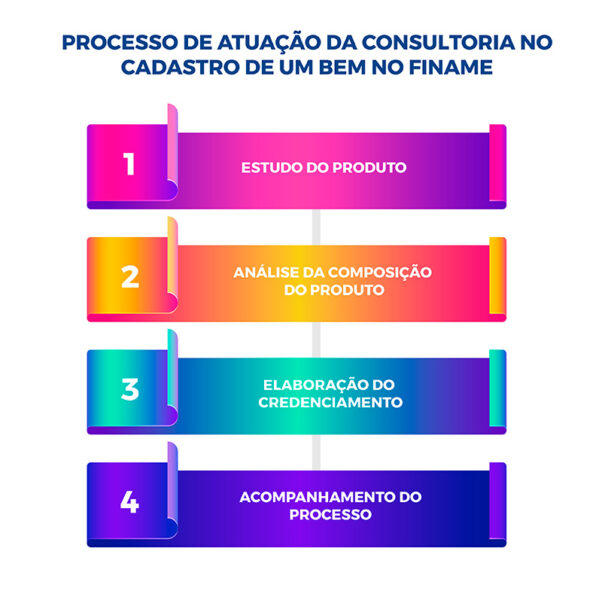 PROCESSO DE ATUAÇÃO DA CONSULTORIA NO
CADASTRO DE UM BEM NO FINAME
1
ESTUDO DO PRODUTO
2
ANÁLISE DA COMPOSIÇÃO
DO PRODUTO
3
ELABORAÇÃO DO
CREDENCIAMENTO
4
ACOMPANHAMENTO DO
PROCESSO